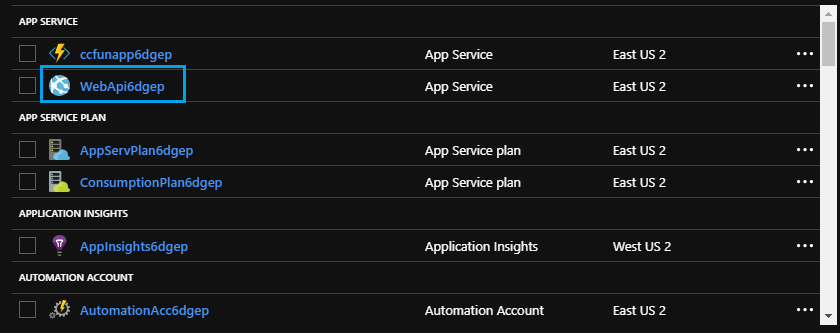 APP SERVICE
ccfunapp6dgep App Service East US 2
WebApi6dgep App Service East US 2
APP SERVICE PLAN
AppServPlan6dgep App Service plan East US 2
ConsumptionPlan6dgep App Service plan East US 2
APPLICATION INSIGHTS
AppInsights6dgep Application Insights West US 2
AUTOMATION ACCOUNT
AutomationAcc6dgep Automation Account East US 2